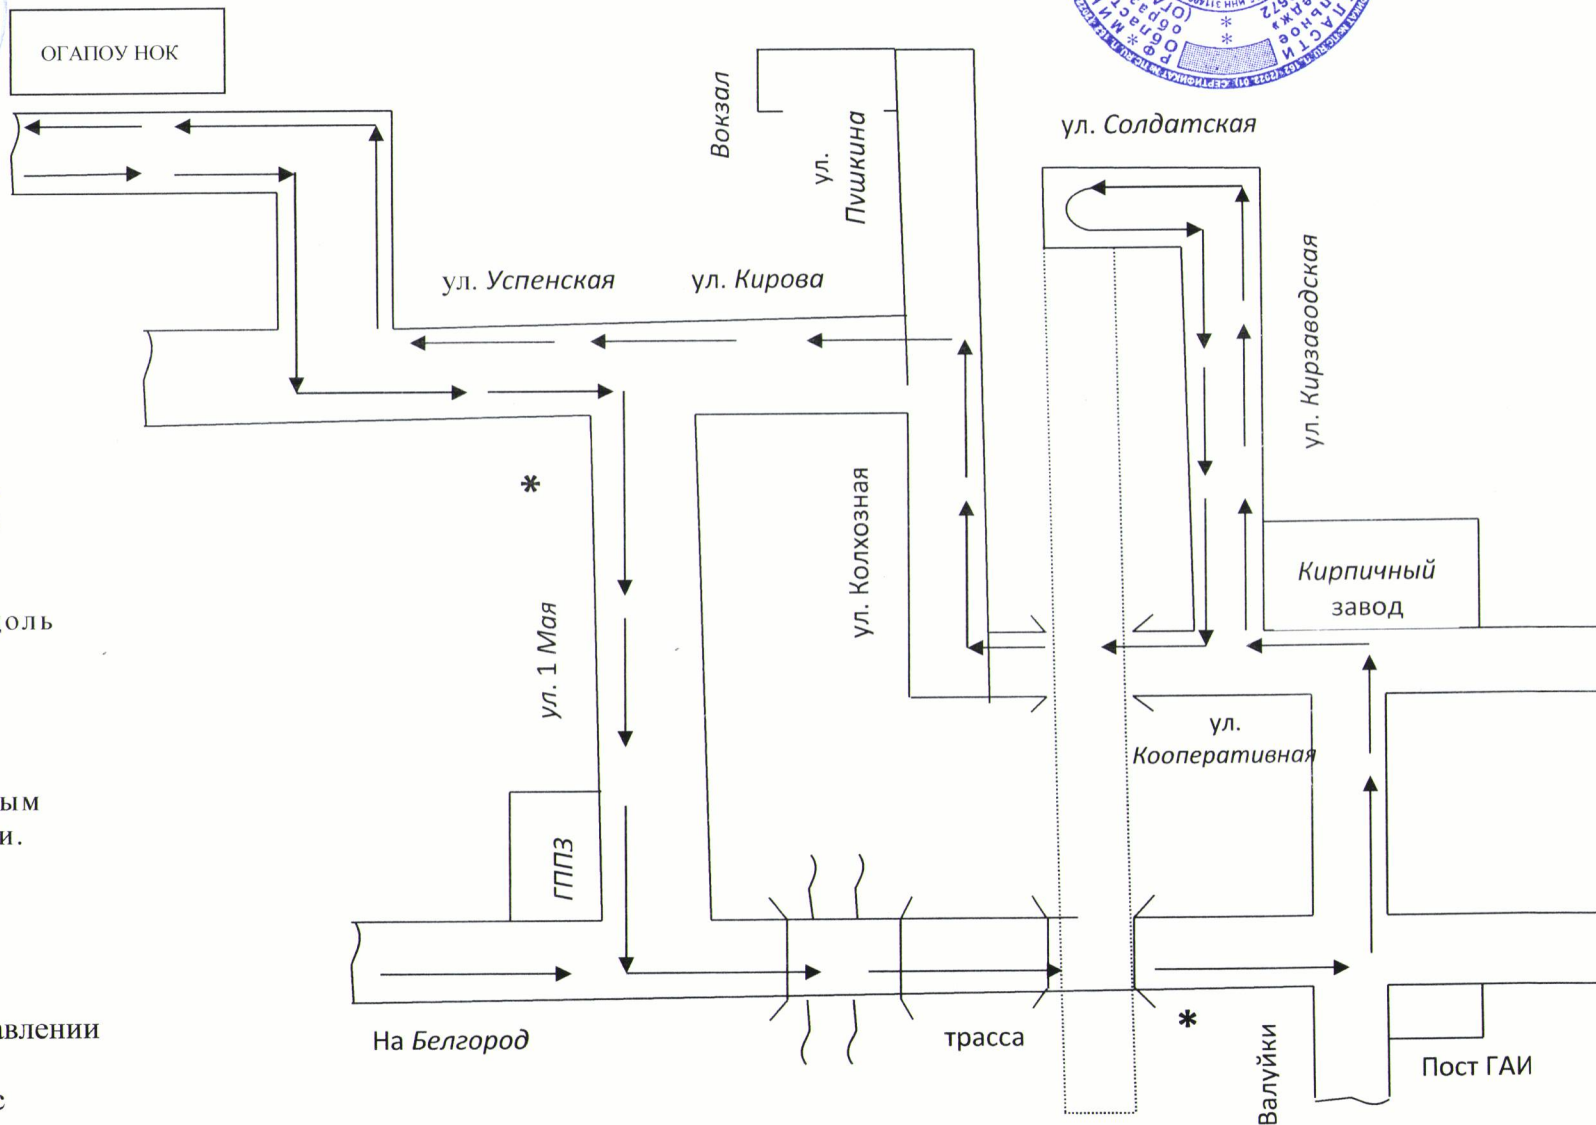 ОГАПОУ НОК
Вокзал
ул.
Пушкина
ул. Солдатская
ул. Успенская
ул. Кирова
ул. Кирзаводская
*
ул. Колхозная
Кирпичный
завод
ул. 1 Мая
ул.
Кооперативная
ГППЗ
На Белгород
трасса
*
Валуйки
Пост ГАИ
оль
ым
и.
авлении
с